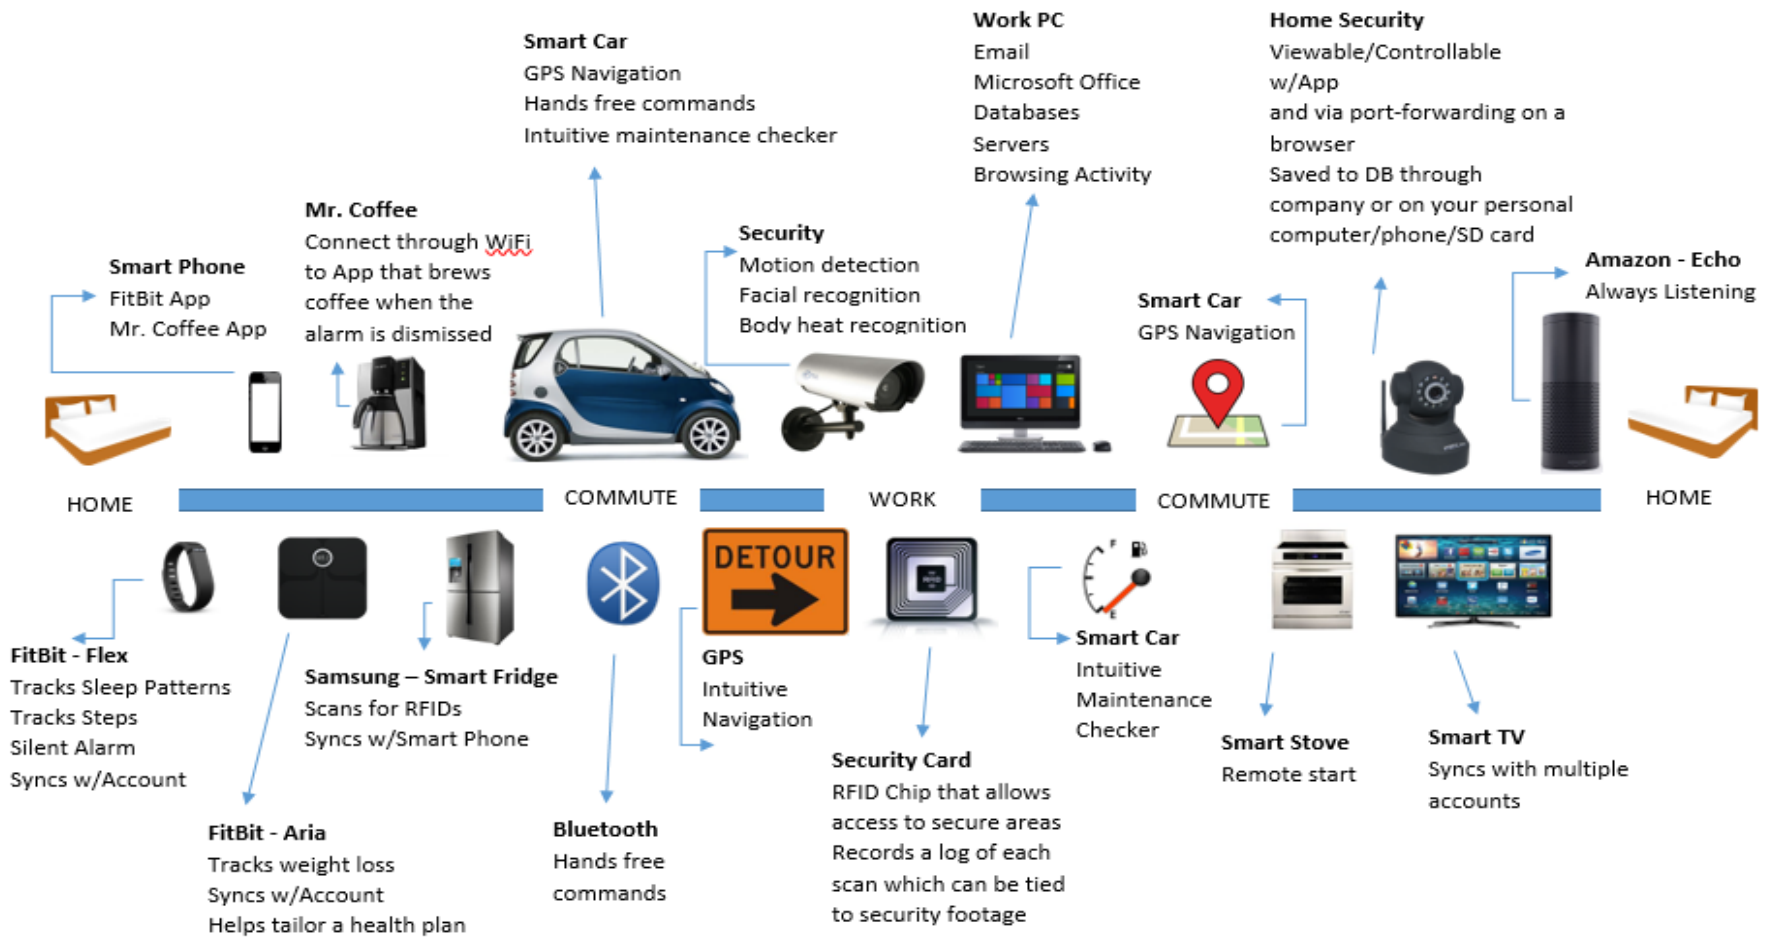 Work PC
Email
Microsoft Office
Databases
Servers
Browsing Activity
Home Security
Viewable/Controllable
w/App
and via port-forwarding on a
browser
Saved to DB through
company or on your personal
computer/phone/SD card
Smart Car
GPS Navigation
Hands free commands
Intuitive maintenance checker
Mr. Coffee
Connect through WiFi
to App that brews
coffee when the
alarm is dismissed
Security
Motion detection
Facial recognition
Body heat recognition
Smart Phone
FitBit App
Mr. Coffee App
Smart Car
GPS Navigation
Amazon - Echo
Always Listening
HOME
COMMUTE
WORK
COMMUTE
HOME
DETOUR
RFID
F
E
FitBit - Flex
Tracks Sleep Patterns
Tracks Steps
Silent Alarm
Syncs w/Account
Samsung – Smart Fridge
Scans for RFIDs
Syncs w/Smart Phone
GPS
Intuitive
Navigation
Smart Car
Intuitive
Maintenance
Checker
Smart Stove
Remote start
Smart TV
Syncs with multiple
accounts
FitBit - Aria
Tracks weight loss
Syncs w/Account
Helps tailor a health plan
Bluetooth
Hands free
commands
Security Card
RFID Chip that allows
access to secure areas
Records a log of each
scan which can be tied
to security footage